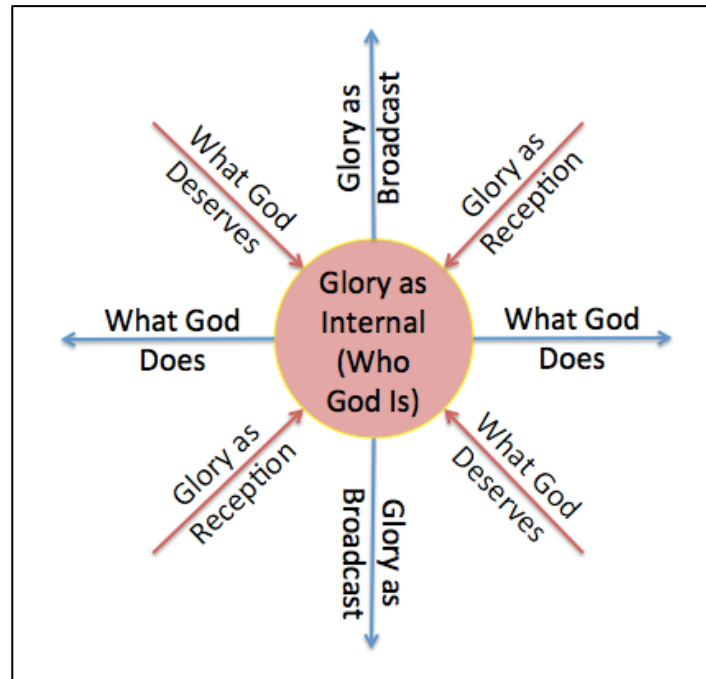 Glory as
Broadcast
What God
Deserves
Glory as
Reception
What God
Does
Glory as
Internal
(Who
God Is)
What God
Does
Glory as
Reception
Glory as
Broadcast
What God
Deserves